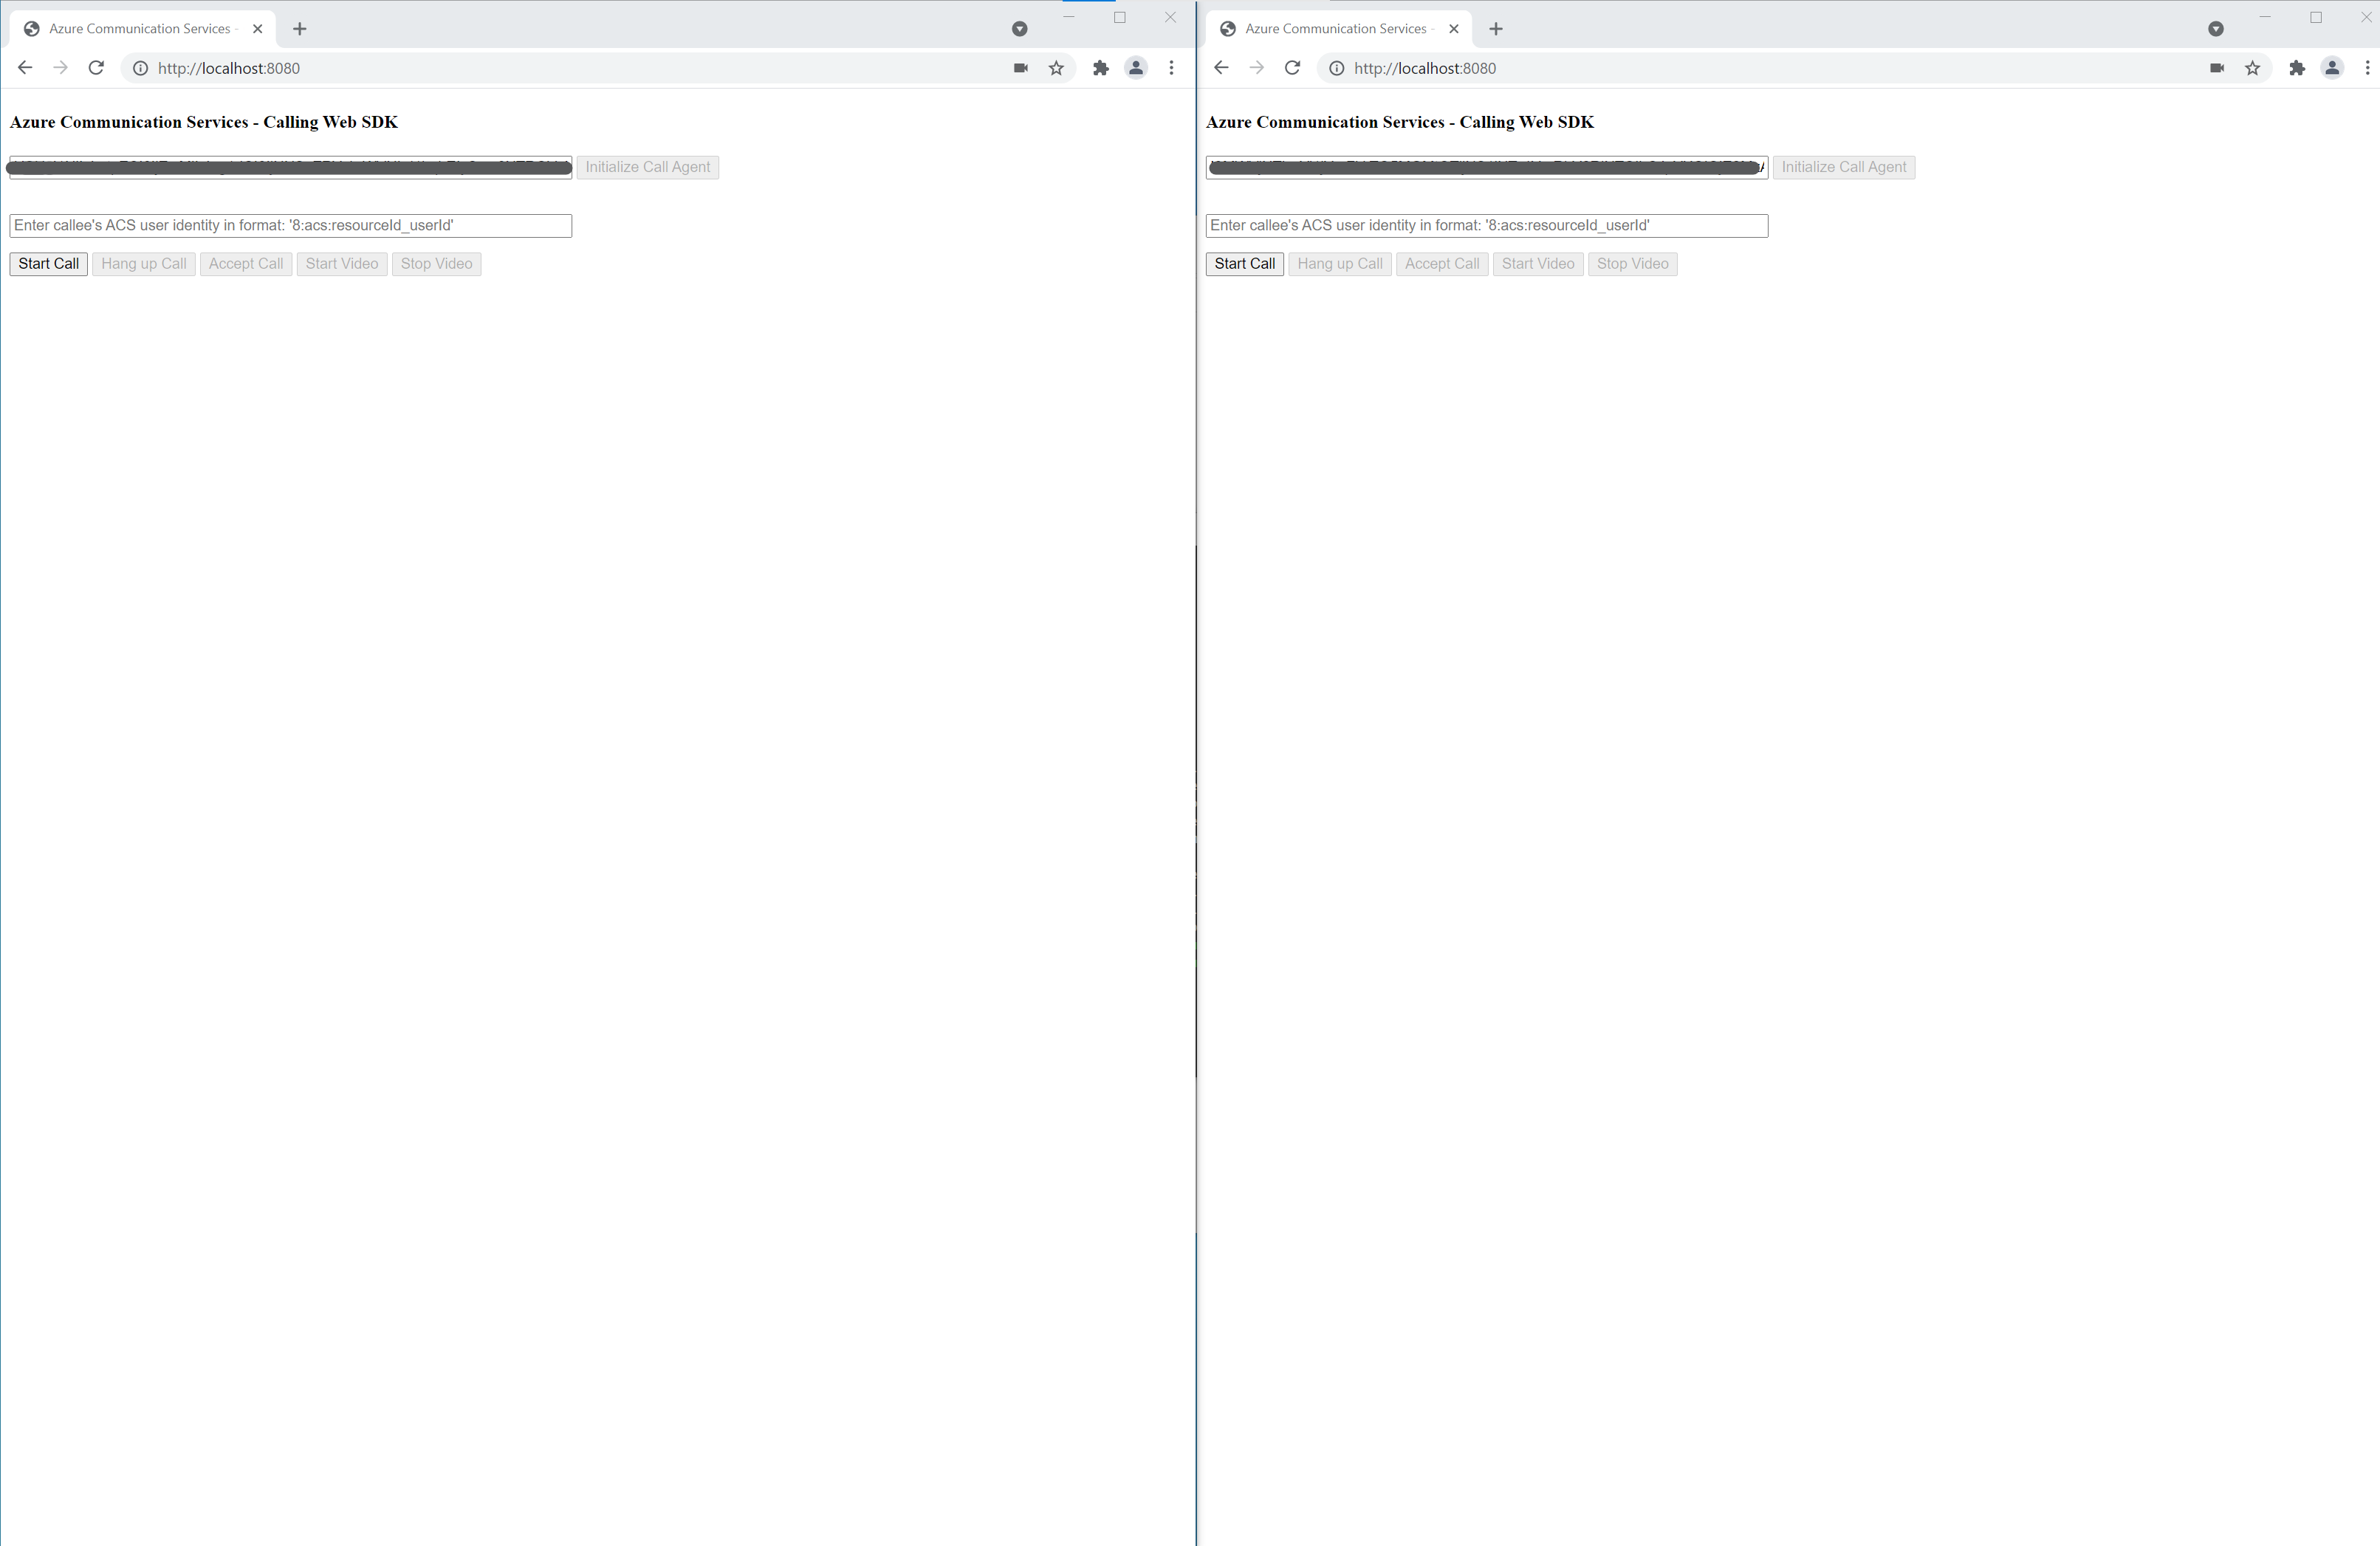 Azure Communication Services -
http://localhost:8080
Azure Communication Services - Calling Web SDK
Initialize Call Agent
Enter callee's ACS user identity in format: '8:acs:resourceId_userId'
Start Call Hang up Call Accept Call Start Video Stop Video
Azure Communication Services -
http://localhost:8080
Azure Communication Services - Calling Web SDK
Initialize Call Agent
Enter callee's ACS user identity in format: '8:acs:resourceId_userId'
Start Call Hang up Call Accept Call Start Video Stop Video